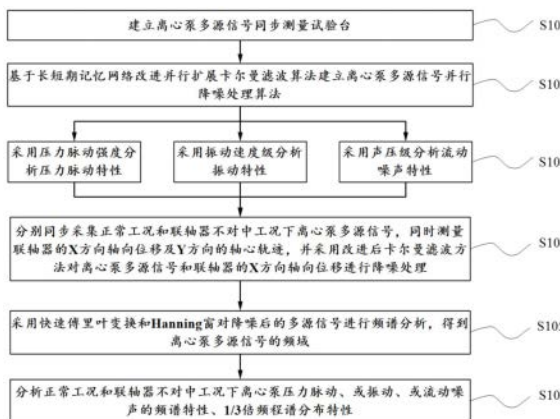 建立离心泵多源信号同步测量试验台
S10
基于长短期记忆网络改进并行扩展卡尔曼滤波算法建立离心泵多源信号并行
降噪处理算法
S10
采用压力脉动强度分
析压力脉动特性
采用振动速度级分析
振动特性
采用声压级分析流动
噪声特性
S10
分别同步采集正常工况和联轴器不对中工况下离心泵多源信号，同时测量
联轴器的X方向轴向位移及Y方向的轴心轨迹，并采用改进后卡尔曼滤波方
法对离心泵多源信号和联轴器的X方向轴向位移进行降噪处理
S10
采用快速傅里叶变换和Hanning窗对降噪后的多源信号进行频谱分析，得到
离心泵多源信号的频域
S10
分析正常工况和联轴器不对中工况下离心泵压力脉动、或振动、或流动噪
声的频谱特性、1/3倍频程谱分布特性
S10